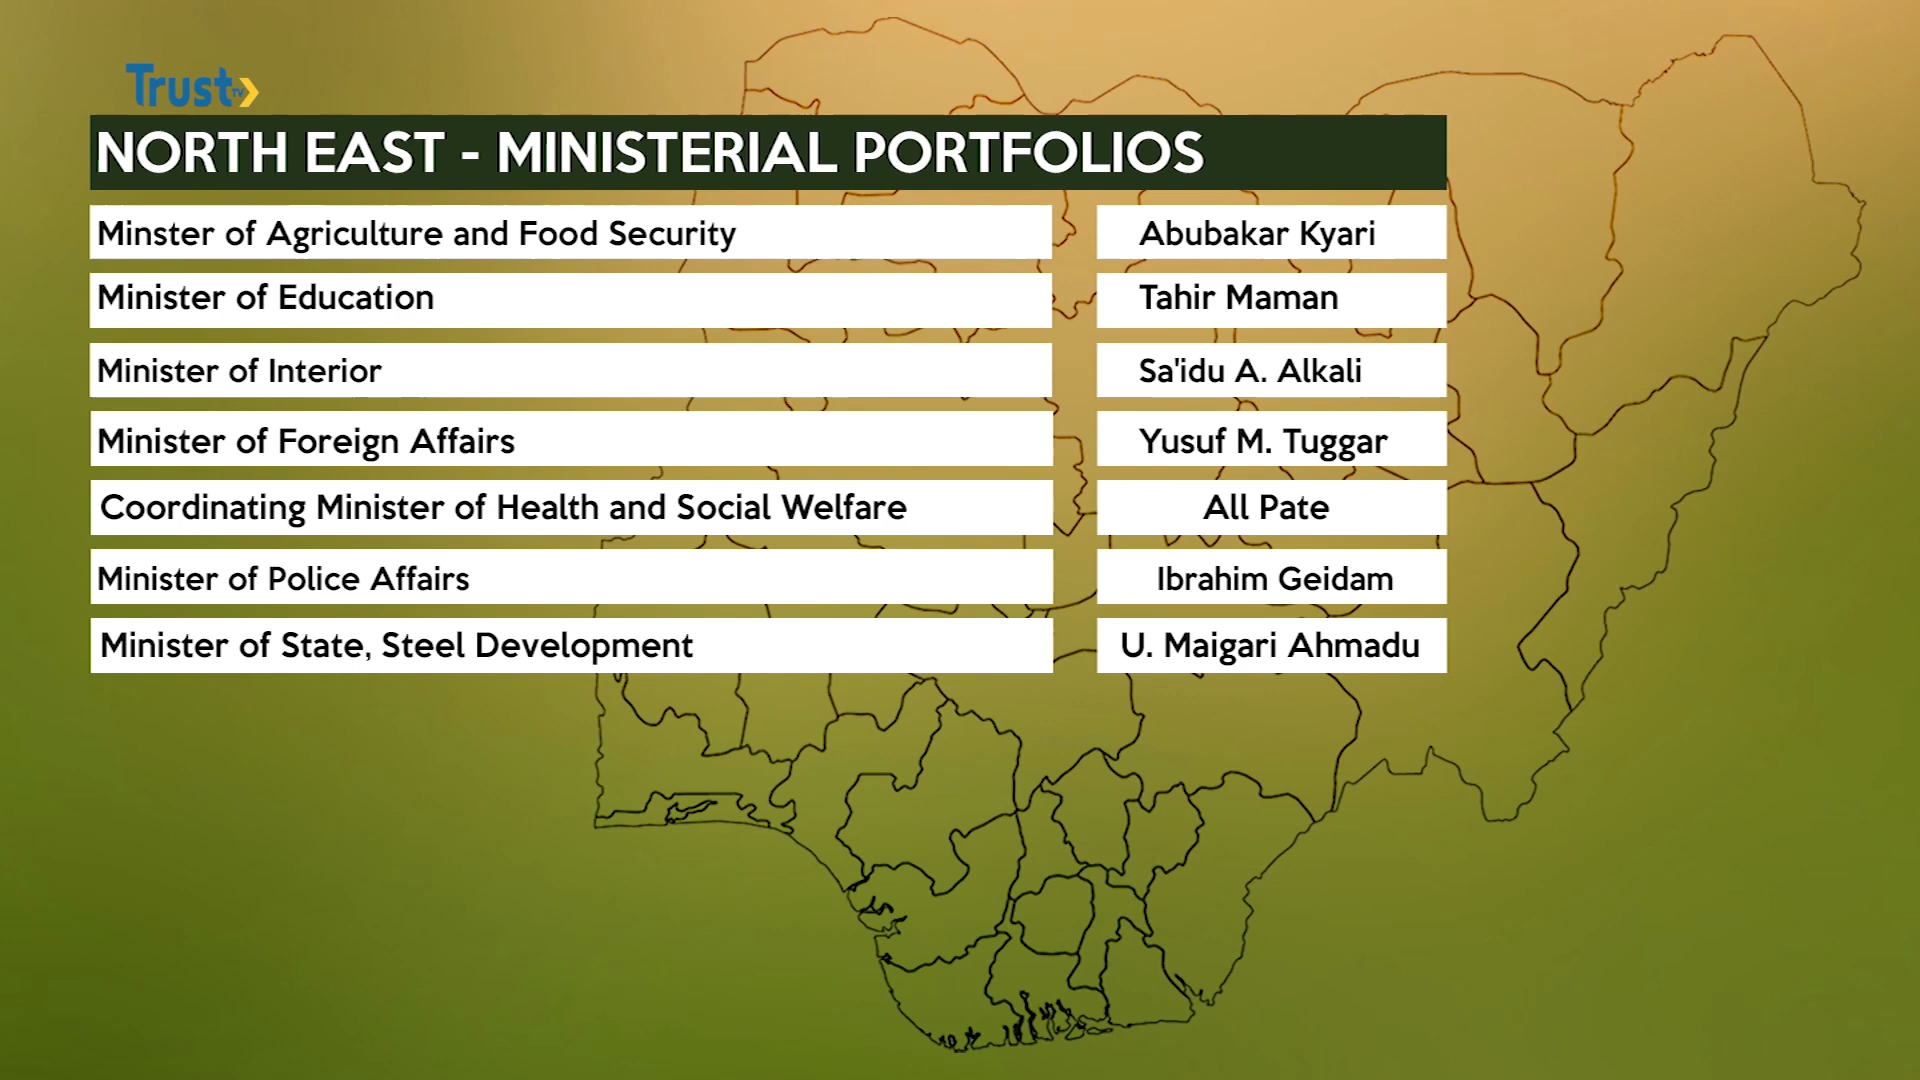 Trust TV
NORTH EAST - MINISTERIAL PORTFOLIOS
Minster of Agriculture and Food Security Abubakar Kyari
Minister of Education Tahir Maman
Minister of Interior Sa'idu A. Alkali
Minister of Foreign Affairs Yusuf M. Tuggar
Coordinating Minister of Health and Social Welfare All Pate
Minister of Police Affairs Ibrahim Geidam
Minister of State, Steel Development U. Maigari Ahmadu